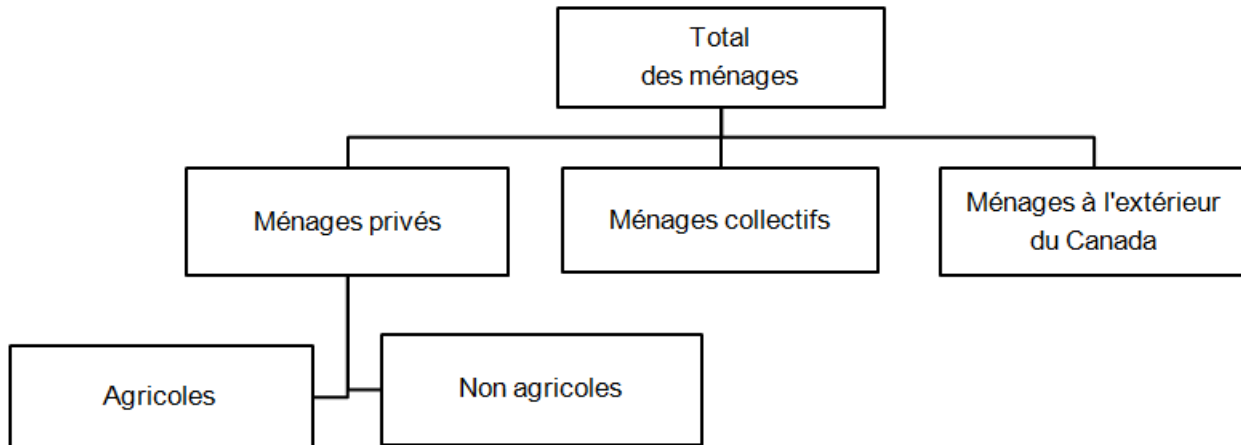 Total
des ménages
Ménages privés
Ménages collectifs
Ménages à l'extérieur
du Canada
Agricoles
Non agricoles